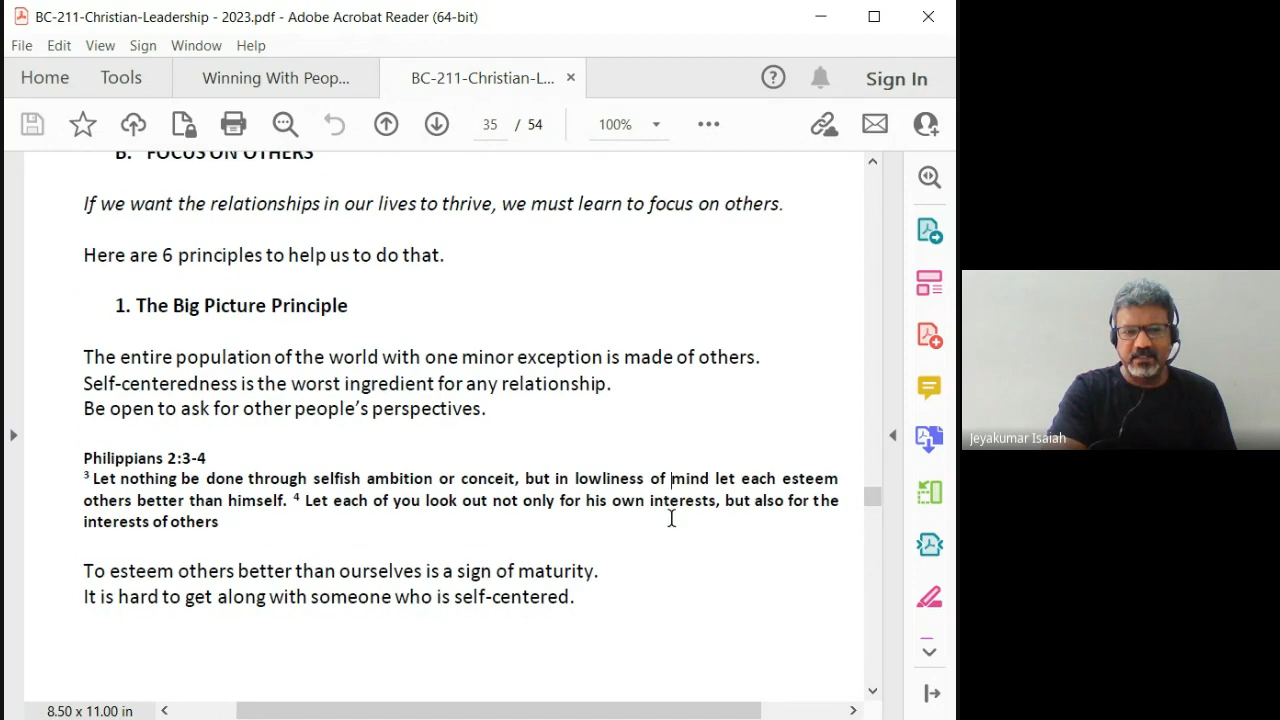 BC-211-Christian-Leadership - 2023.pdf - Adobe Acrobat Reader (64-bit)
File Edit View Sign Window Help
Home Tools Winning With Peop... BC-211-Christian-L... Sign In
35 / 54 100%
B. FOCUS ON OTHERS
If we want the relationships in our lives to thrive, we must learn to focus on others.
Here are 6 principles to help us to do that.
1. The Big Picture Principle
The entire population of the world with one minor exception is made of others.
Self-centeredness is the worst ingredient for any relationship.
Be open to ask for other people's perspectives.
Philippians 2:3-4
3 Let nothing be done through selfish ambition or conceit, but in lowliness of mind let each esteem
others better than himself. 4 Let each of you look out not only for his own interests, but also for the
interests of others
To esteem others better than ourselves is a sign of maturity.
It is hard to get along with someone who is self-centered.
8.50 x 11.00 in
Jeyakumar Isaiah